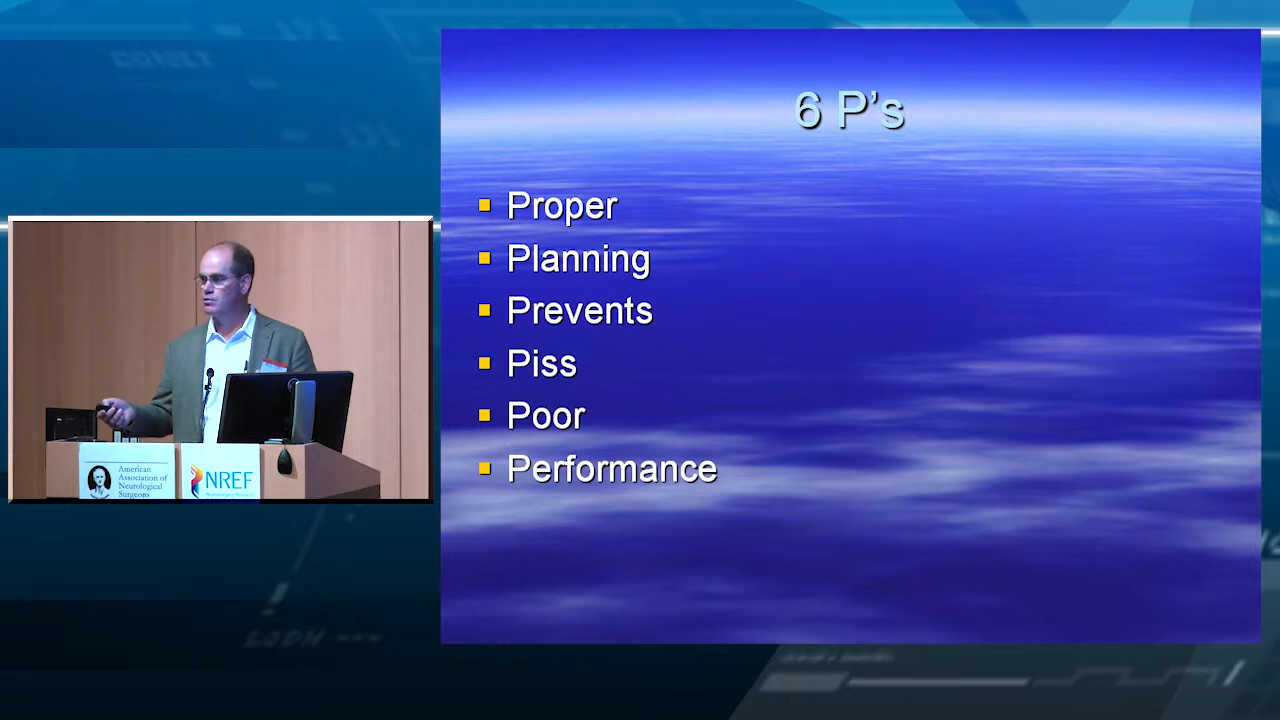 6 P's
Proper
Planning
Prevents
Piss
Poor
Performance
American
Association of
Neurological
Surgeons
NREF